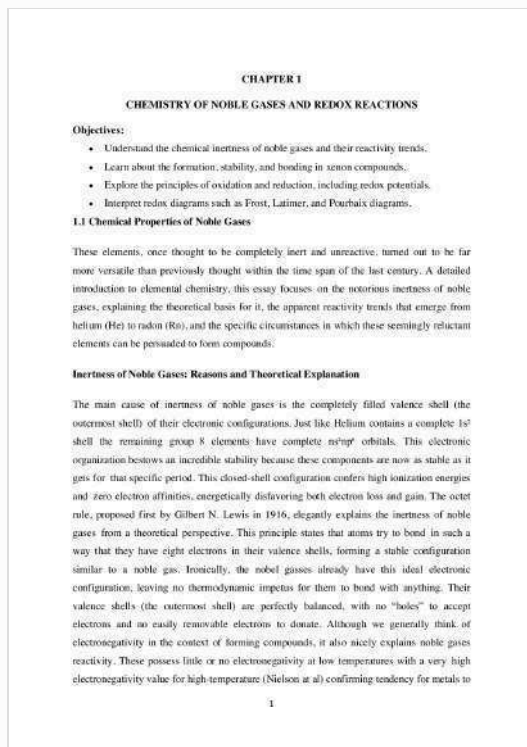 CHAPTER 1
CHEMISTRY OF NOBLE GASES AND REDOX REACTIONS
Objectives:
• Understand the chemical inertness of noble gases and their reactivity trends.
• Learn about the formation, stability, and bonding in xenon compounds.
• Explore the principles of oxidation and reduction, including redox potentials.
• Interpret redox diagrams such as Frost, Latimer, and Pourbaix diagrams.
1.1 Chemical Properties of Noble Gases
These elements, once thought to be completely inert and unreactive, turned out to be far
more versatile than previously thought within the time span of the last century. A detailed
introduction to elemental chemistry, this essay focuses on the notorious inertness of noble
gases, explaining the theoretical basis for it, the apparent reactivity trends that emerge from
helium (He) to radon (Rn), and the specific circumstances in which these seemingly reluctant
elements can be persuaded to form compounds.
Inertness of Noble Gases: Reasons and Theoretical Explanation
The main cause of inertness of noble gases is the completely filled valence shell (the
outermost shell) of their electronic configurations. Just like Helium contains a complete 1s²
shell the remaining group 8 elements have complete ns²np⁶ orbitals. This electronic
organization bestows an incredible stability because these components are now as stable as it
gets for that specific period. This closed-shell configuration confers high ionization energies
and zero electron affinities, energetically disfavoring both electron loss and gain. The octet
rule, proposed first by Gilbert N. Lewis in 1916, elegantly explains the inertness of noble
gases from a theoretical perspective. This principle states that atoms try to bond in such a
way that they have eight electrons in their valence shells, forming a stable configuration
similar to a noble gas. Ironically, the nobel gasses already have this ideal electronic
configuration, leaving no thermodynamic impetus for them to bond with anything. Their
valence shells (the outermost shell) are perfectly balanced, with no “holes” to accept
electrons and no easily removable electrons to donate. Although we generally think of
electronegativity in the context of forming compounds, it also nicely explains noble gases
reactivity. These possess little or no electronegativity at low temperatures with a very high
electronegativity value for high-temperature (Nielson at al) confirming tendency for metals to
1